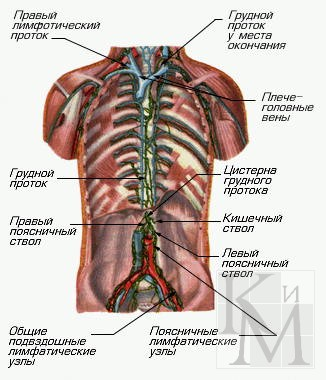 Правый
лимфотический
проток
Грудной
проток
у места
окончания
Плече-
головные
вены
Грудной
проток
Цистерна
грудного
протока
Правый
поясничный
ствол
Кишечный
ствол
Левый
поясничный
ствол
Общие
подвздошные
лимфатические
узлы
Поясничные
лимфатические
узлы
К и
М